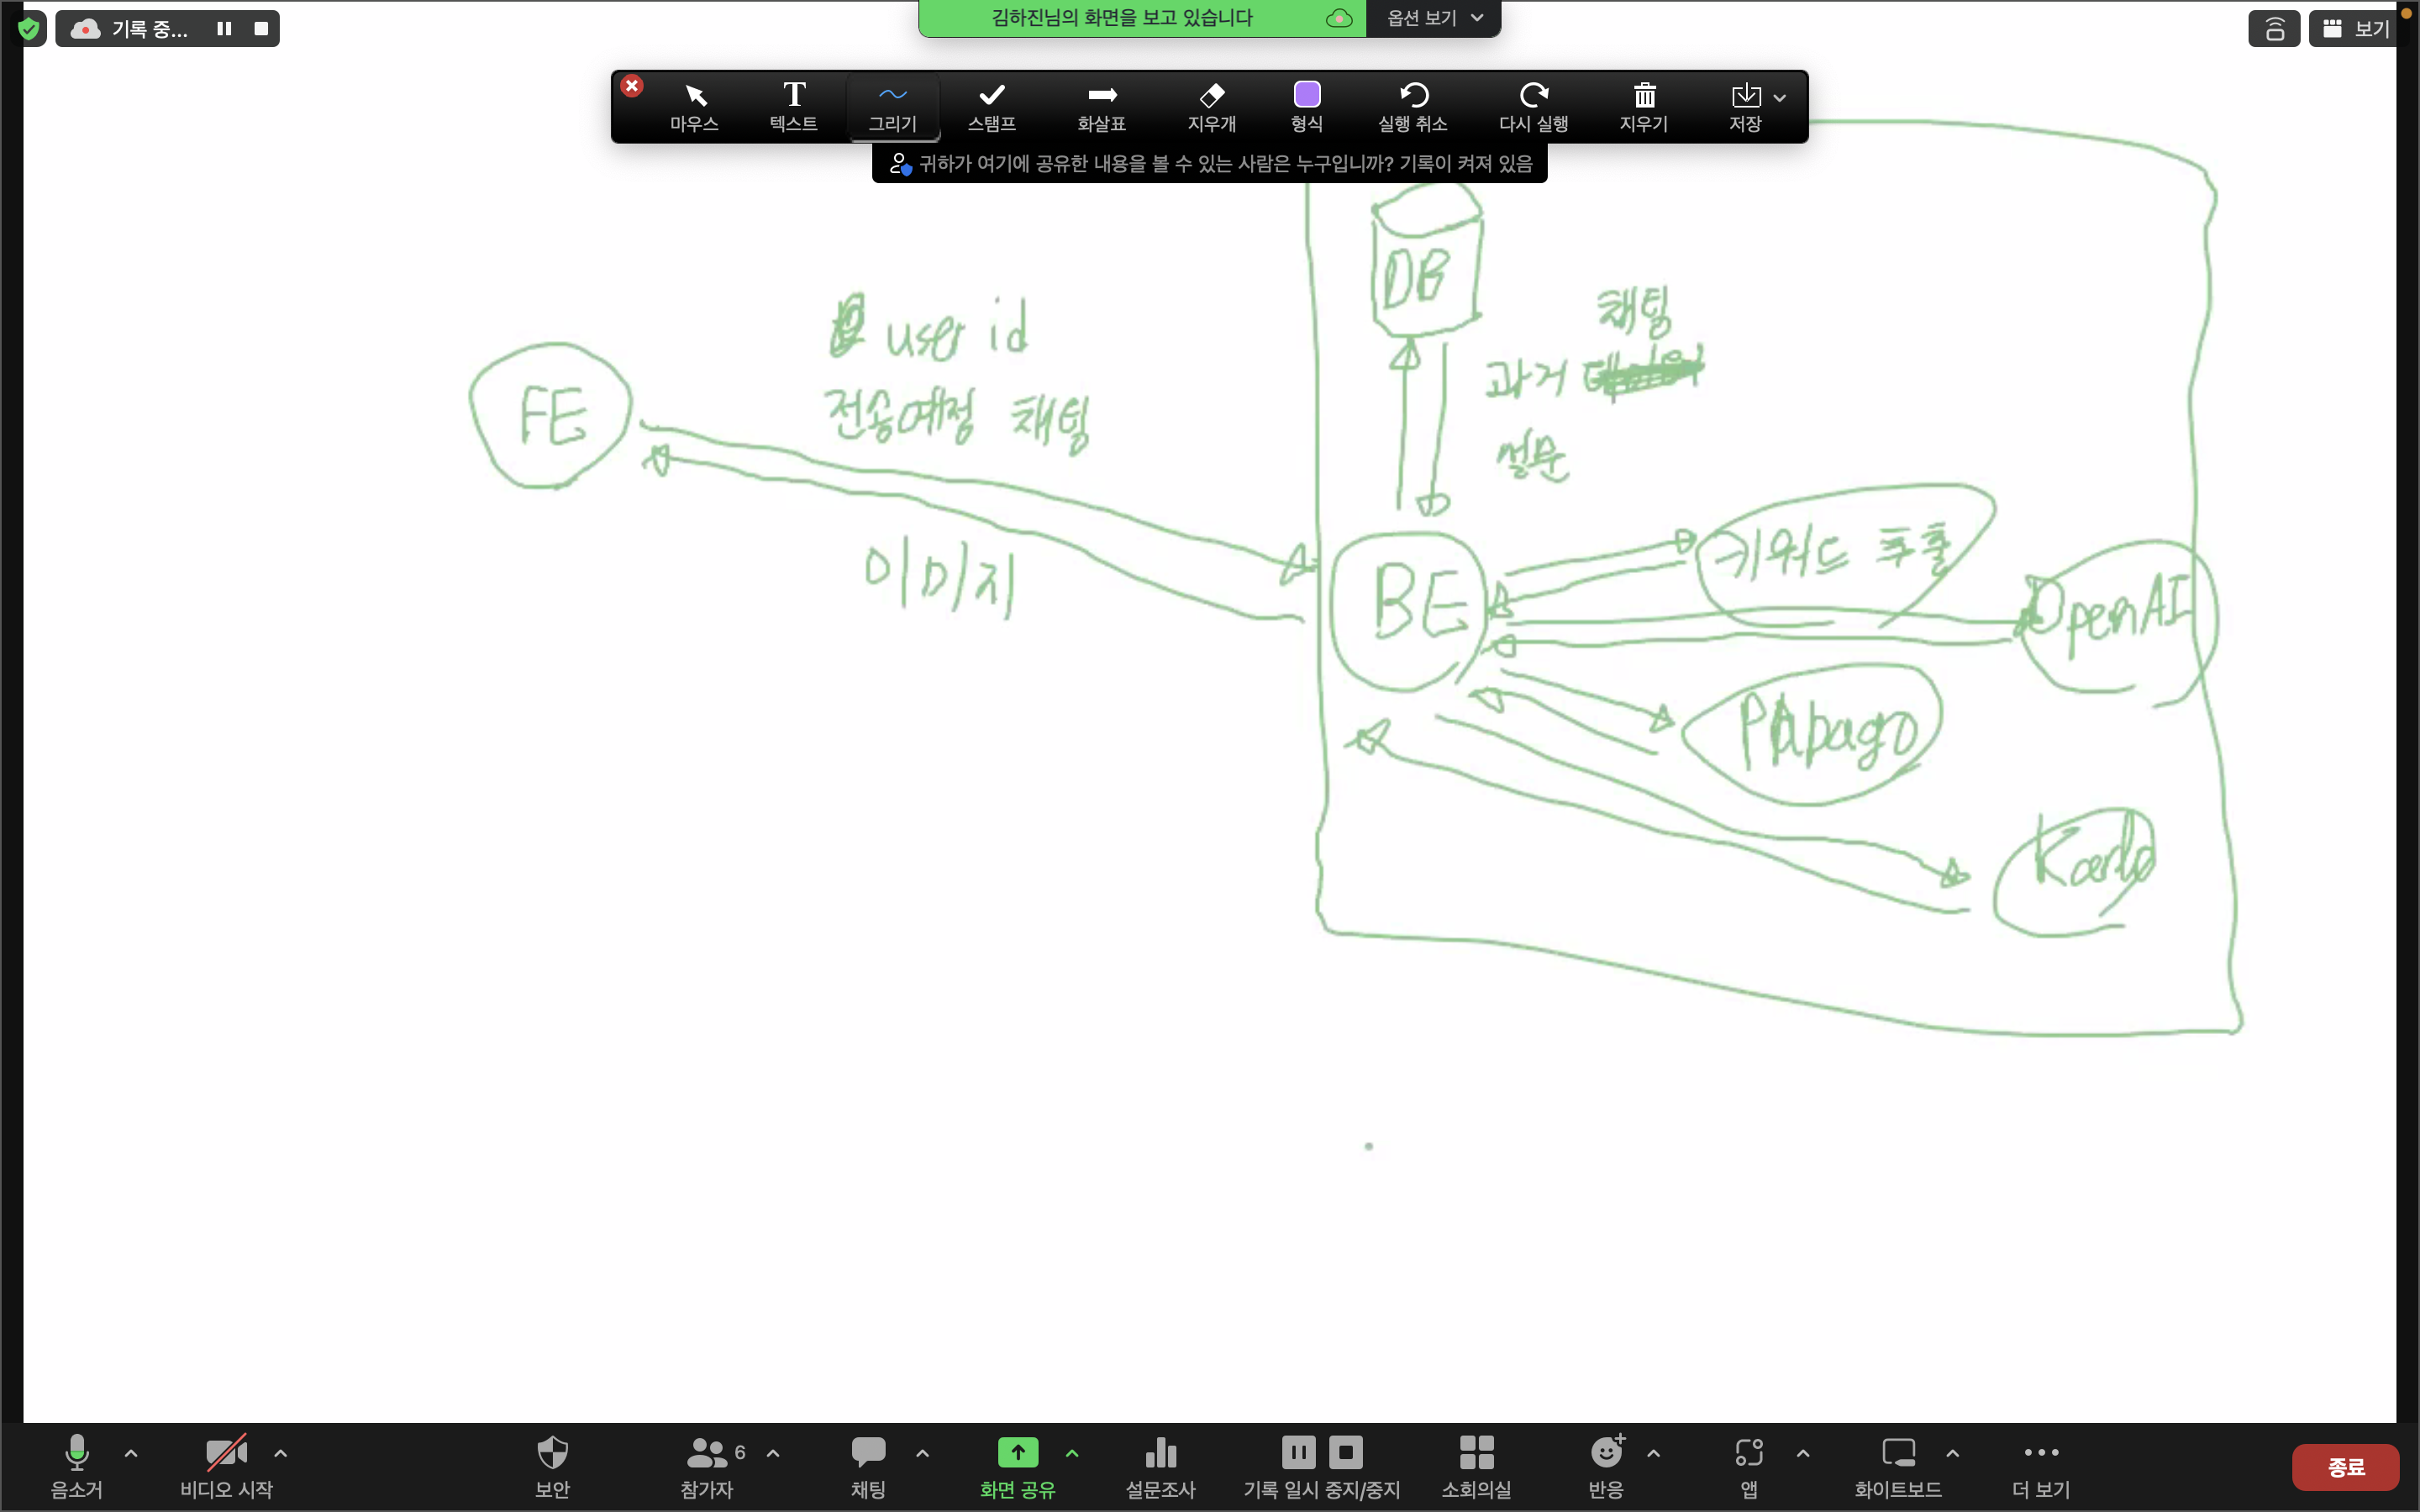 기록 중...
김하진님의 화면을 보고 있습니다
옵션 보기
보기
마우스
텍스트
그리기
스탬프
화살표
지우개
형식
실행 취소
다시 실행
지우기
저장
귀하가 여기에 공유한 내용을 볼 수 있는 사람은 누구입니까? 기록이 켜져 있음
DB
user id
채팅
FE
전송예정 채팅
과거
설문
이미지
BE
키워드 추출
OpenAI
PApago
Karlo
음소거
비디오 시작
보안
6
참가자
채팅
화면 공유
설문조사
기록 일시 중지/중지
소회의실
반응
앱
화이트보드
더 보기
종료